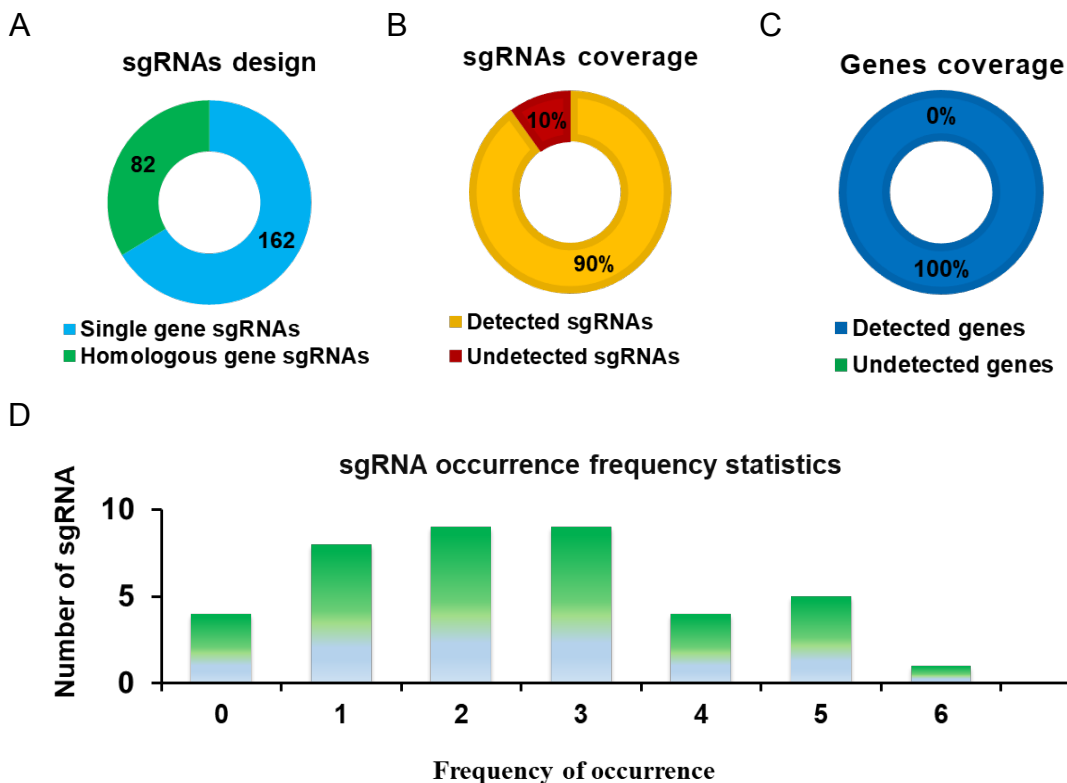 A
sgRNAs design
82
162
Single gene sgRNAs
Homologous gene sgRNAs
B
sgRNAs coverage
10%
90%
Detected sgRNAs
Undetected sgRNAs
C
Genes coverage
0%
100%
Detected genes
Undetected genes
D
sgRNA occurrence frequency statistics
Number of sgRNA
10
5
0
0 1 2 3 4 5 6
Frequency of occurrence